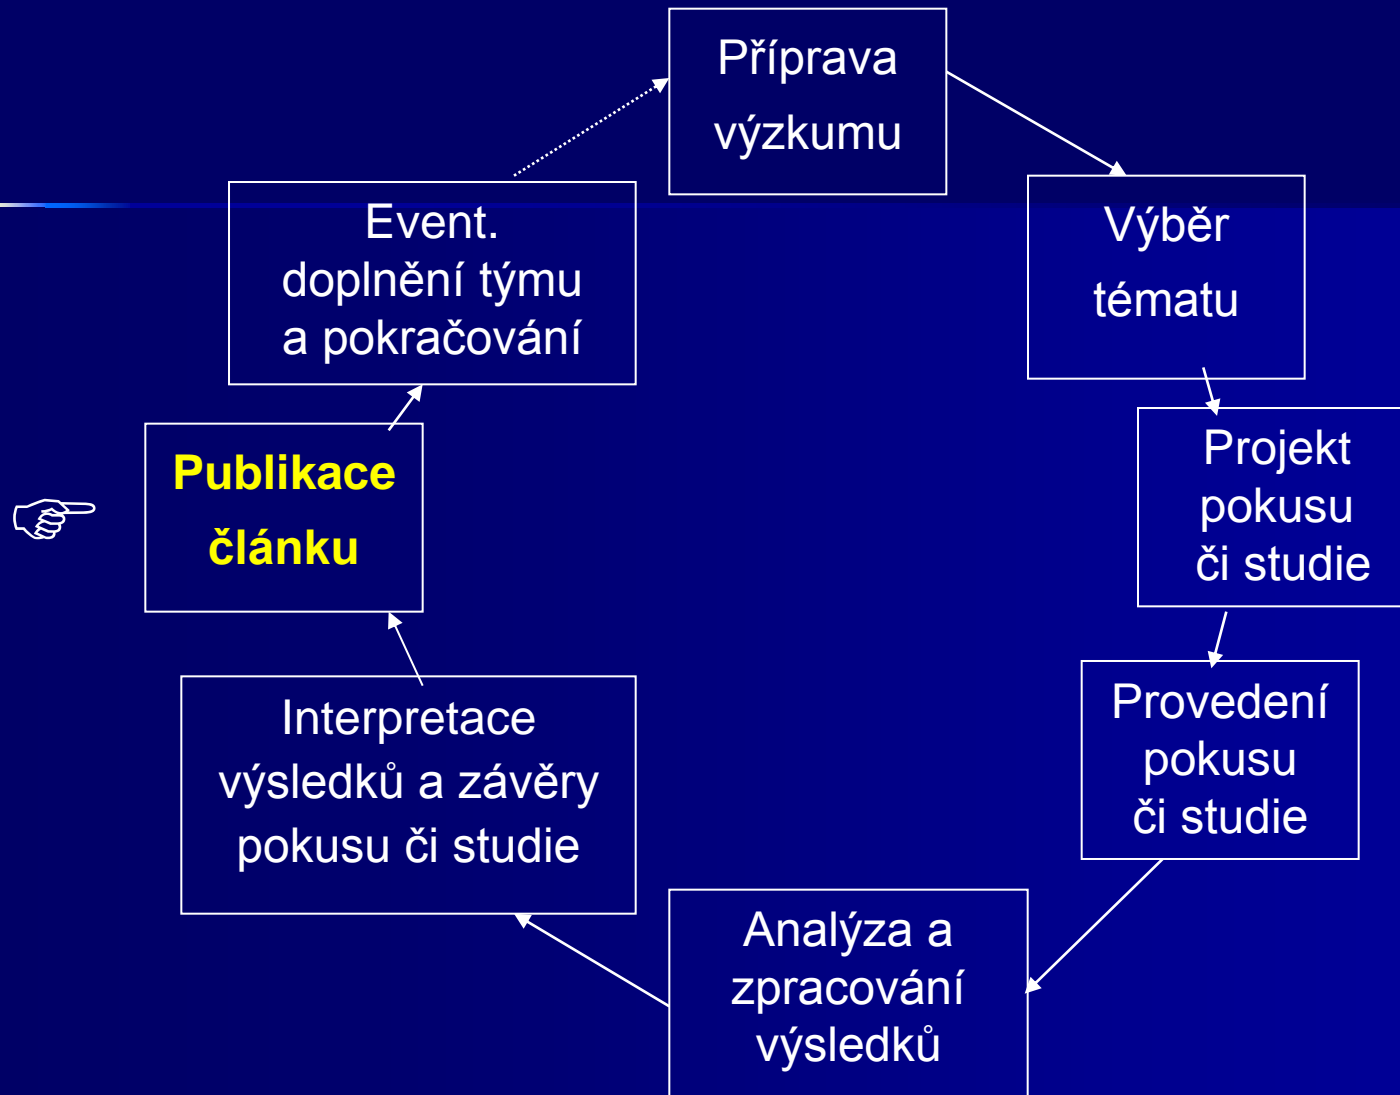 Příprava
výzkumu
Výběr
tématu
Projekt
pokusu
či studie
Provedení
pokusu
či studie
Analýza a
zpracování
výsledků
Interpretace
výsledků a závěry
pokusu či studie
Publikace
článku
Event.
doplnění týmu
a pokračování